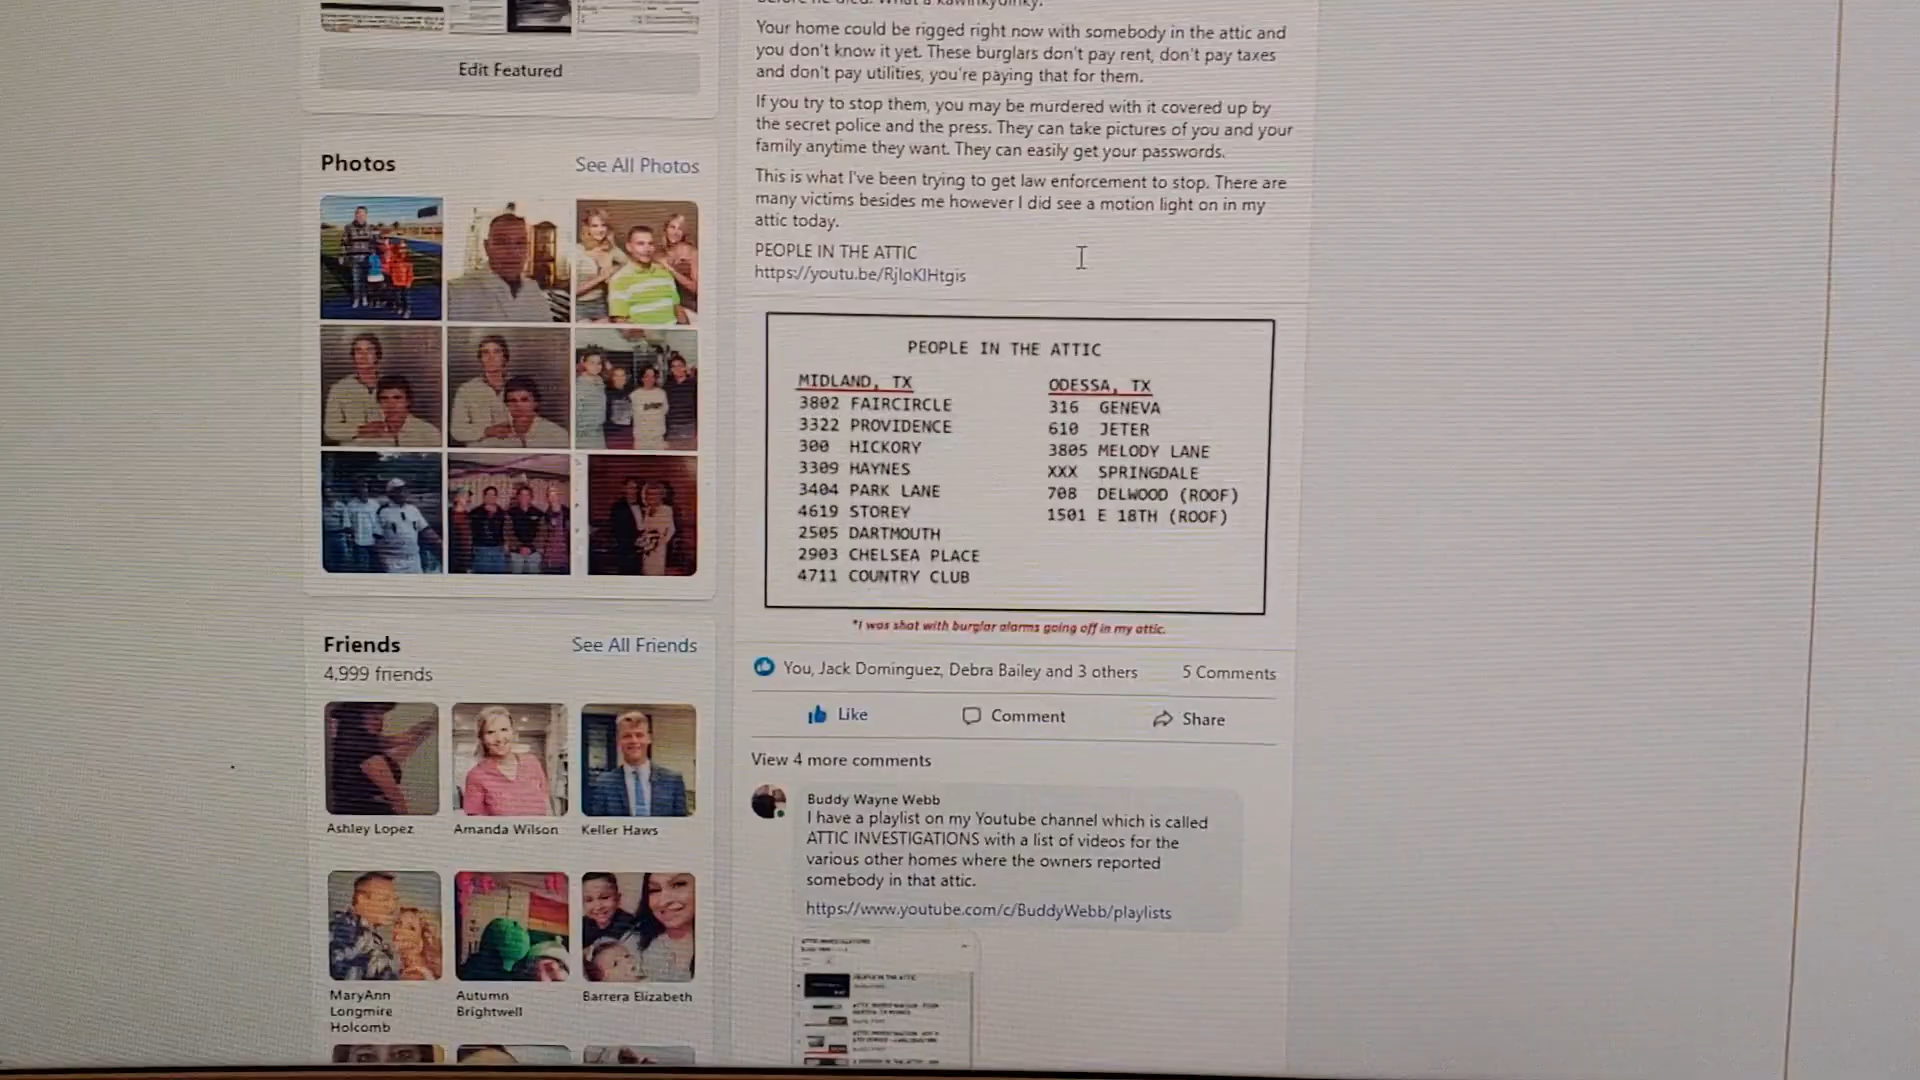 Edit Featured
Photos
See All Photos
Friends
See All Friends
4,999 friends
Ashley Lopez
Amanda Wilson
Keller Haws
MaryAnn
Longmire
Holcomb
Autumn
Brightwell
Barrera Elizabeth
Your home could be rigged right now with somebody in the attic and
you don't know it yet. These burglars don't pay rent, don't pay taxes
and don't pay utilities, you're paying that for them.
If you try to stop them, you may be murdered with it covered up by
the secret police and the press. They can take pictures of you and your
family anytime they want. They can easily get your passwords.
This is what I've been trying to get law enforcement to stop. There are
many victims besides me however I did see a motion light on in my
attic today.
PEOPLE IN THE ATTIC
https://youtu.be/RjloKlHtgis
PEOPLE IN THE ATTIC
MIDLAND, TX
3802 FAIRCIRCLE
3322 PROVIDENCE
300 HICKORY
3309 HAYNES
3404 PARK LANE
4619 STOREY
2505 DARTMOUTH
2903 CHELSEA PLACE
4711 COUNTRY CLUB
ODESSA, TX
316 GENEVA
610 JETER
3805 MELODY LANE
XXX SPRINGDALE
708 DELWOOD (ROOF)
1501 E 18TH (ROOF)
*I was shot with burglar alarms going off in my attic.
You, Jack Dominguez, Debra Bailey and 3 others
5 Comments
Like
Comment
Share
View 4 more comments
Buddy Wayne Webb
I have a playlist on my Youtube channel which is called
ATTIC INVESTIGATIONS with a list of videos for the
various other homes where the owners reported
somebody in that attic.
https://www.youtube.com/c/BuddyWebb/playlists